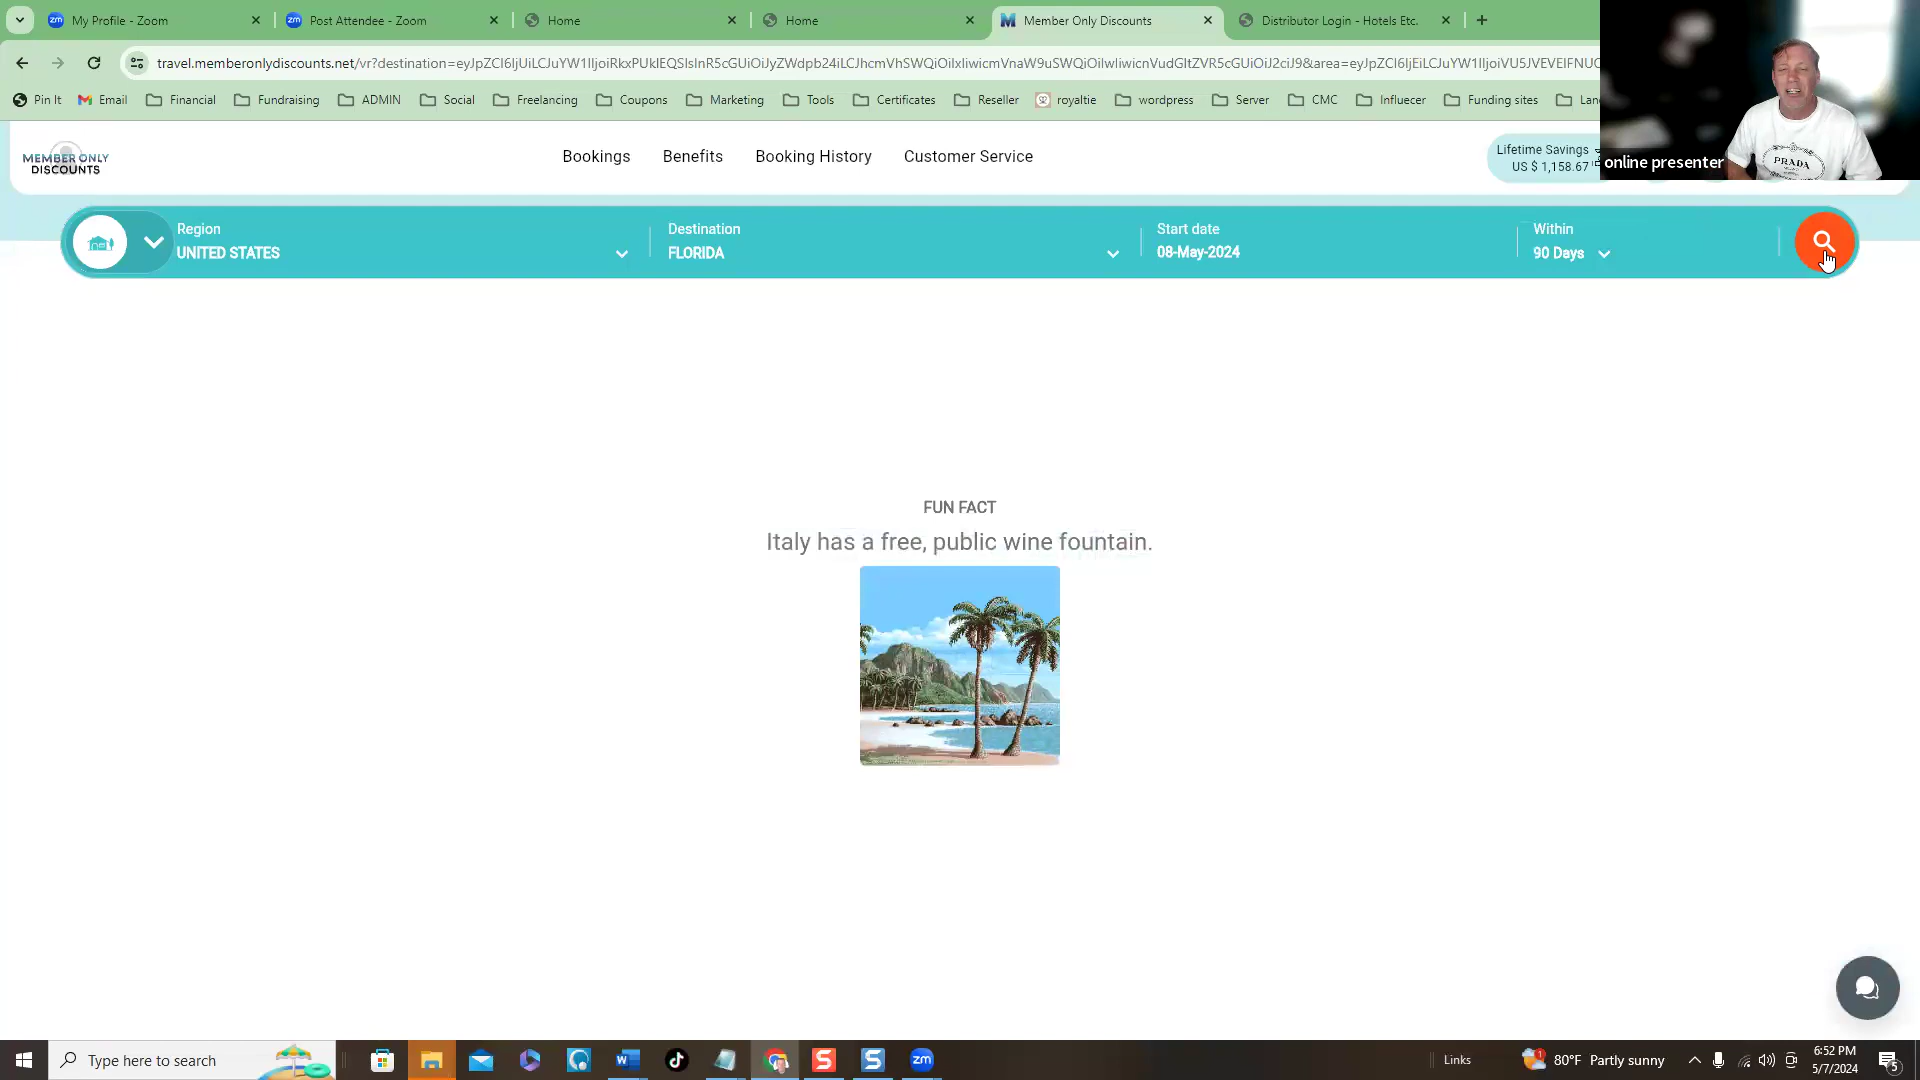 My Profile - Zoom
Post Attendee - Zoom
Home
Home
Member Only Discounts
Distributor Login - Hotels Etc.
travel.memberonlydiscounts.net/vr?destination=
Pin It
Email
Financial
Fundraising
ADMIN
Social
Freelancing
Coupons
Marketing
Tools
Certificates
Reseller
royaltie
wordpress
Server
CMC
Influecer
Funding sites
MEMBER ONLY
DISCOUNTS
Bookings
Benefits
Booking History
Customer Service
Lifetime Savings
US $ 1,158.67
online presenter
PRADA
Region
UNITED STATES
Destination
FLORIDA
Start date
08-May-2024
Within
90 Days
FUN FACT
Italy has a free, public wine fountain.
Type here to search
Links
80°F Partly sunny
6:52 PM
5/7/2024
5